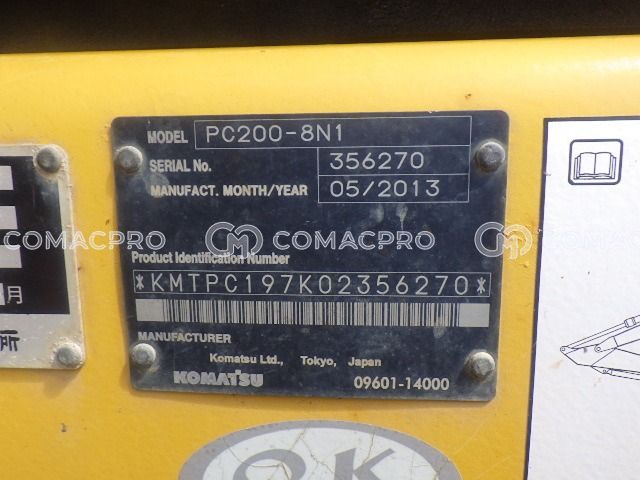 MODEL PC200-8N1
SERIAL No. 356270
MANUFACT. MONTH/YEAR 05/2013
COMACPRO COMACPRO COMACPRO
Product Identification Number
*KMTPC197K02356270*
月
MANUFACTURER
Komatsu Ltd., Tokyo, Japan
KOMATSU 09601-14000
OK